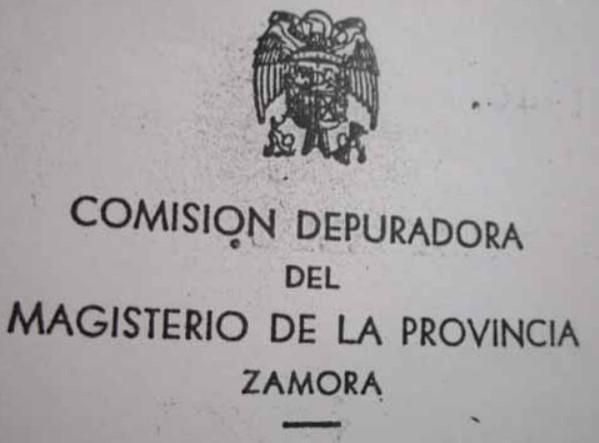 COMISION DEPURADORA
DEL
MAGISTERIO DE LA PROVINCIA
ZAMORA